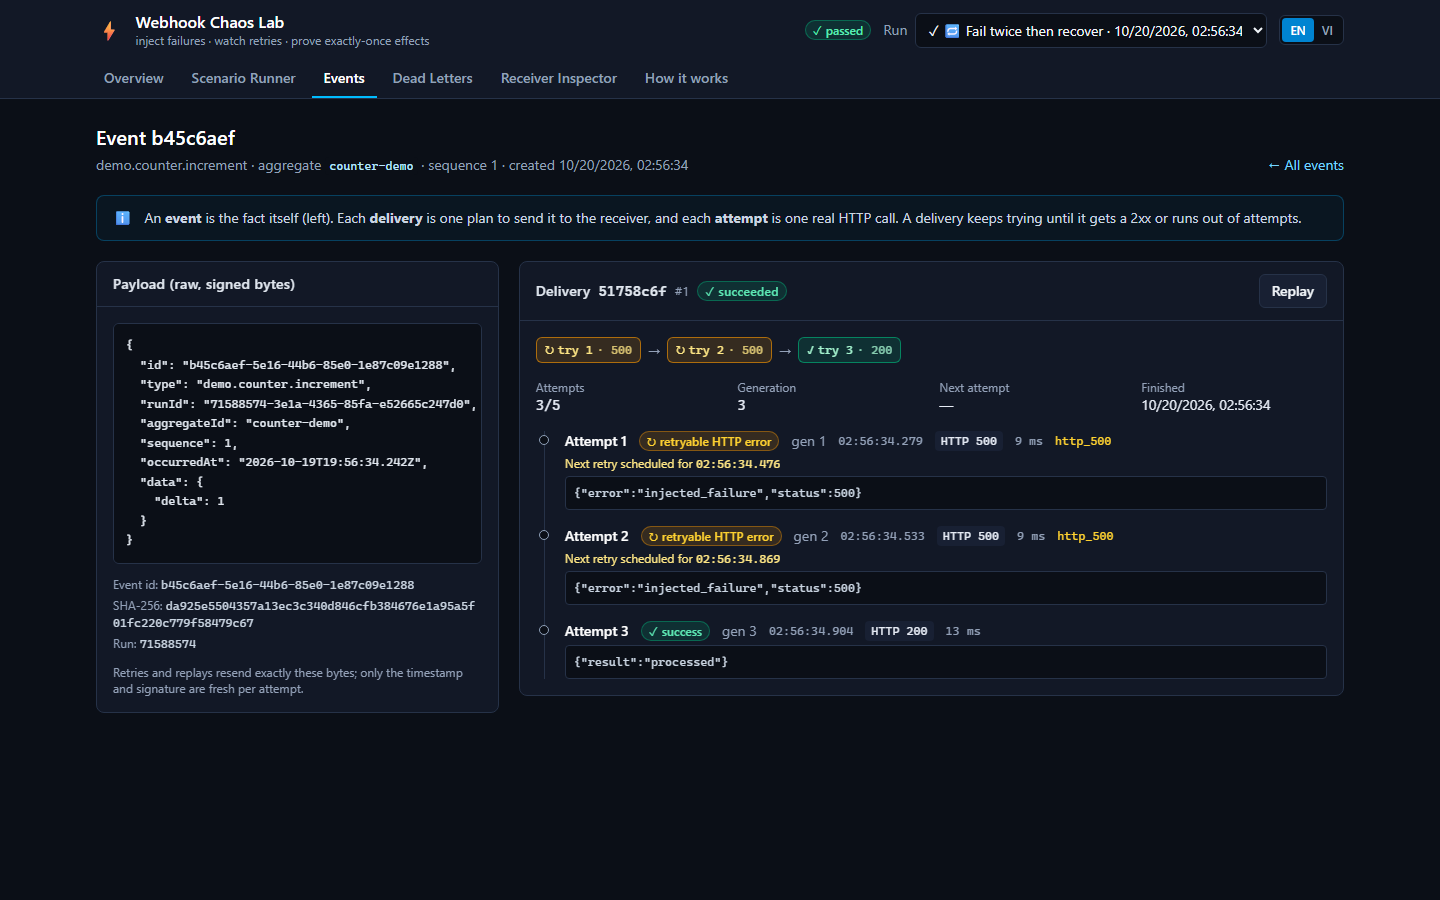 Webhook Chaos Lab
inject failures · watch retries · prove exactly-once effects
✓ passed
Run
✓ 🔁 Fail twice then recover · 10/20/2026, 02:56:34
EN VI
Overview Scenario Runner Events Dead Letters Receiver Inspector How it works
Event b45c6aef
demo.counter.increment · aggregate counter-demo · sequence 1 · created 10/20/2026, 02:56:34
← All events
ℹ An event is the fact itself (left). Each delivery is one plan to send it to the receiver, and each attempt is one real HTTP call. A delivery keeps trying until it gets a 2xx or runs out of attempts.
Payload (raw, signed bytes)
{
"id": "b45c6aef-5e16-44b6-85e0-1e87c09e1288",
"type": "demo.counter.increment",
"runId": "71588574-3e1a-4365-85fa-e52665c247d0",
"aggregateId": "counter-demo",
"sequence": 1,
"occurredAt": "2026-10-19T19:56:34.242Z",
"data": {
"delta": 1
}
}
Event id: b45c6aef-5e16-44b6-85e0-1e87c09e1288
SHA-256: da925e5504357a13ec3c340d846cfb384676e1a95a5f
01fc220c779f58479c67
Run: 71588574
Retries and replays resend exactly these bytes; only the timestamp
and signature are fresh per attempt.
Delivery 51758c6f #1 ✓ succeeded
Replay
↻ try 1 · 500 → ↻ try 2 · 500 → ✓ try 3 · 200
Attempts Generation Next attempt Finished
3/5 3 — 10/20/2026, 02:56:34
Attempt 1 ↻ retryable HTTP error gen 1 02:56:34.279 HTTP 500 9 ms http_500
Next retry scheduled for 02:56:34.476
{"error":"injected_failure","status":500}
Attempt 2 ↻ retryable HTTP error gen 2 02:56:34.533 HTTP 500 9 ms http_500
Next retry scheduled for 02:56:34.869
{"error":"injected_failure","status":500}
Attempt 3 ✓ success gen 3 02:56:34.904 HTTP 200 13 ms
{"result":"processed"}